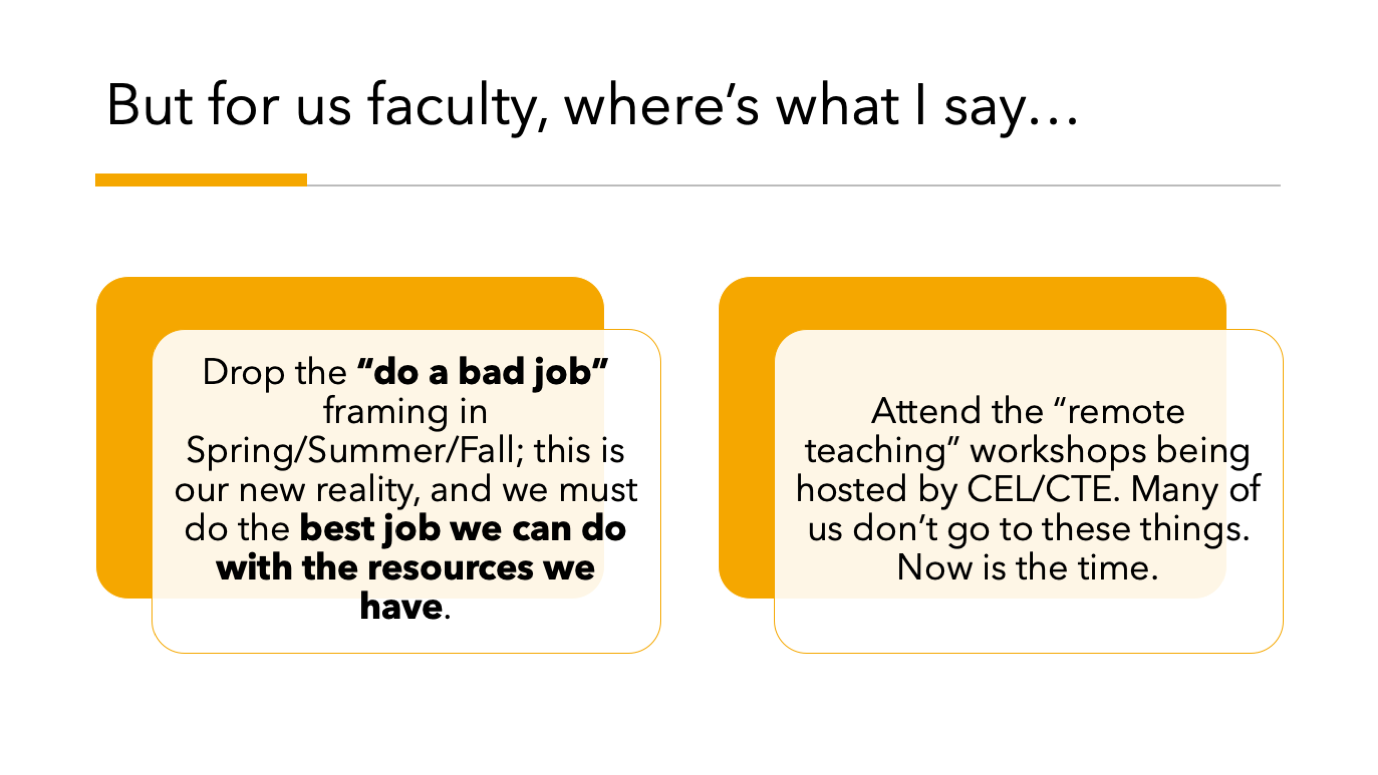 But for us faculty, where’s what I say…
Drop the “do a bad job”
framing in
Spring/Summer/Fall; this is
our new reality, and we must
do the best job we can do
with the resources we
have.
Attend the “remote
teaching” workshops being
hosted by CEL/CTE. Many of
us don’t go to these things.
Now is the time.